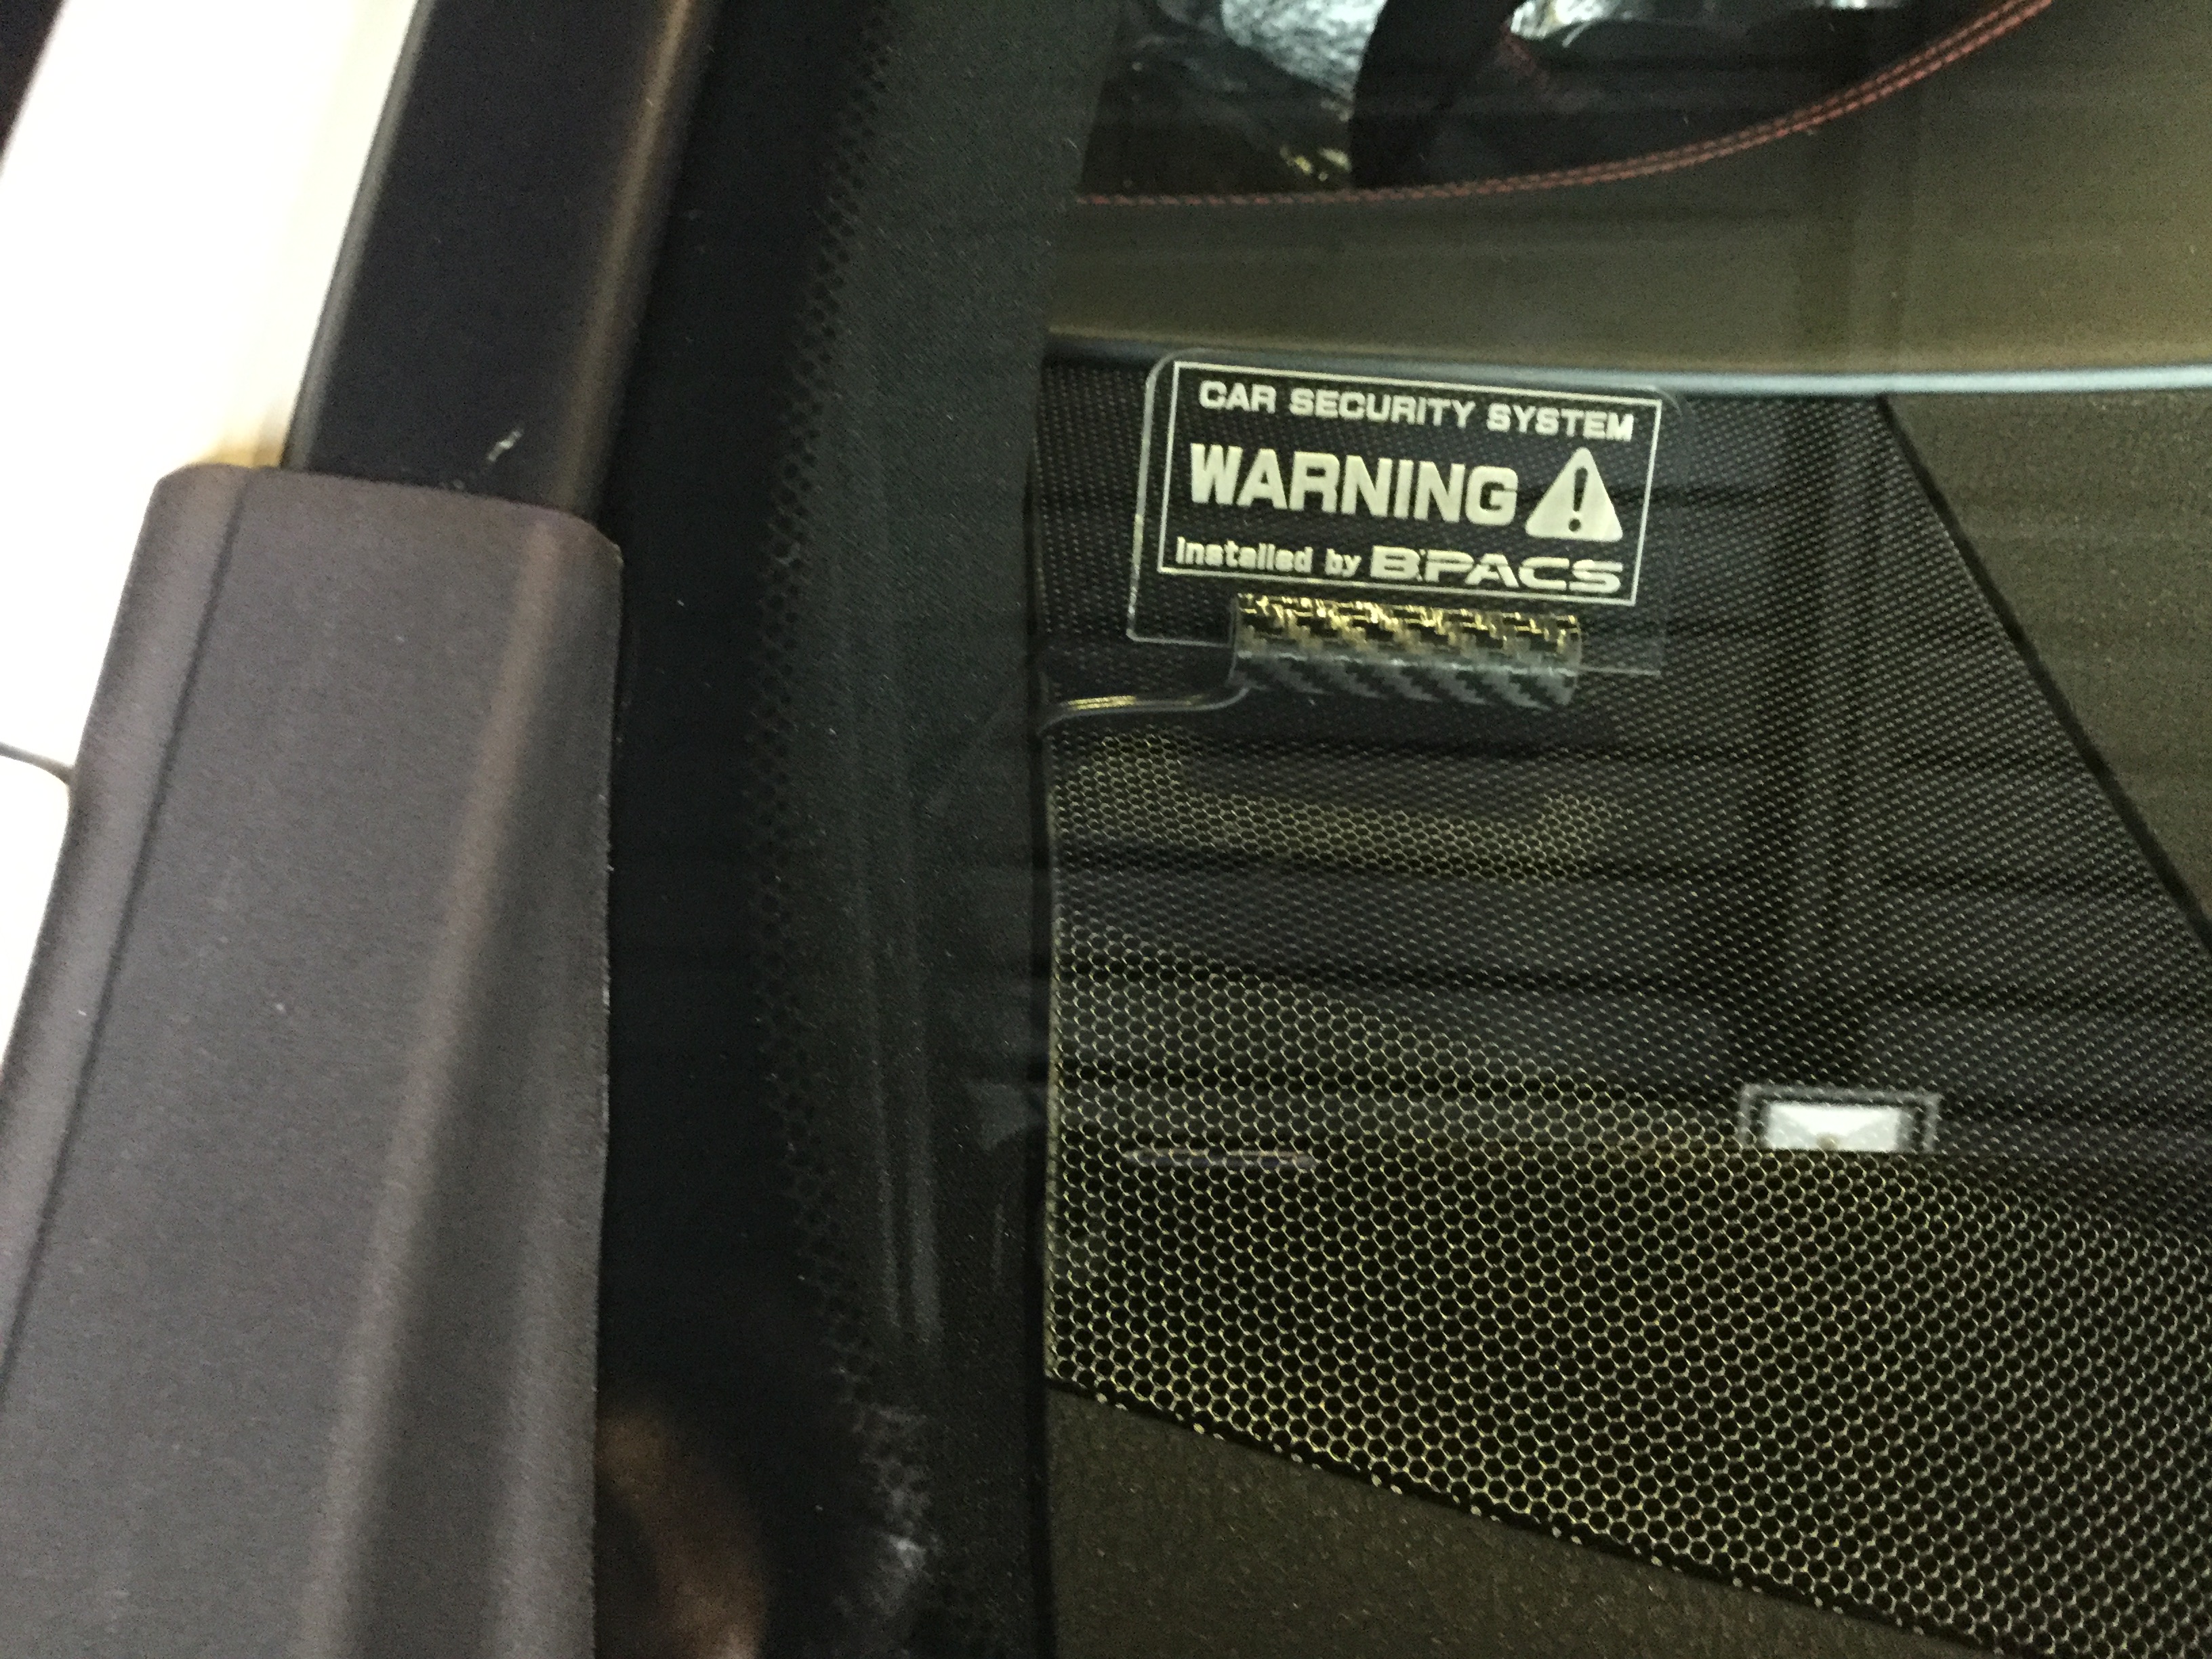 CAR SECURITY SYSTEM
WARNING
Installed by B:PACS